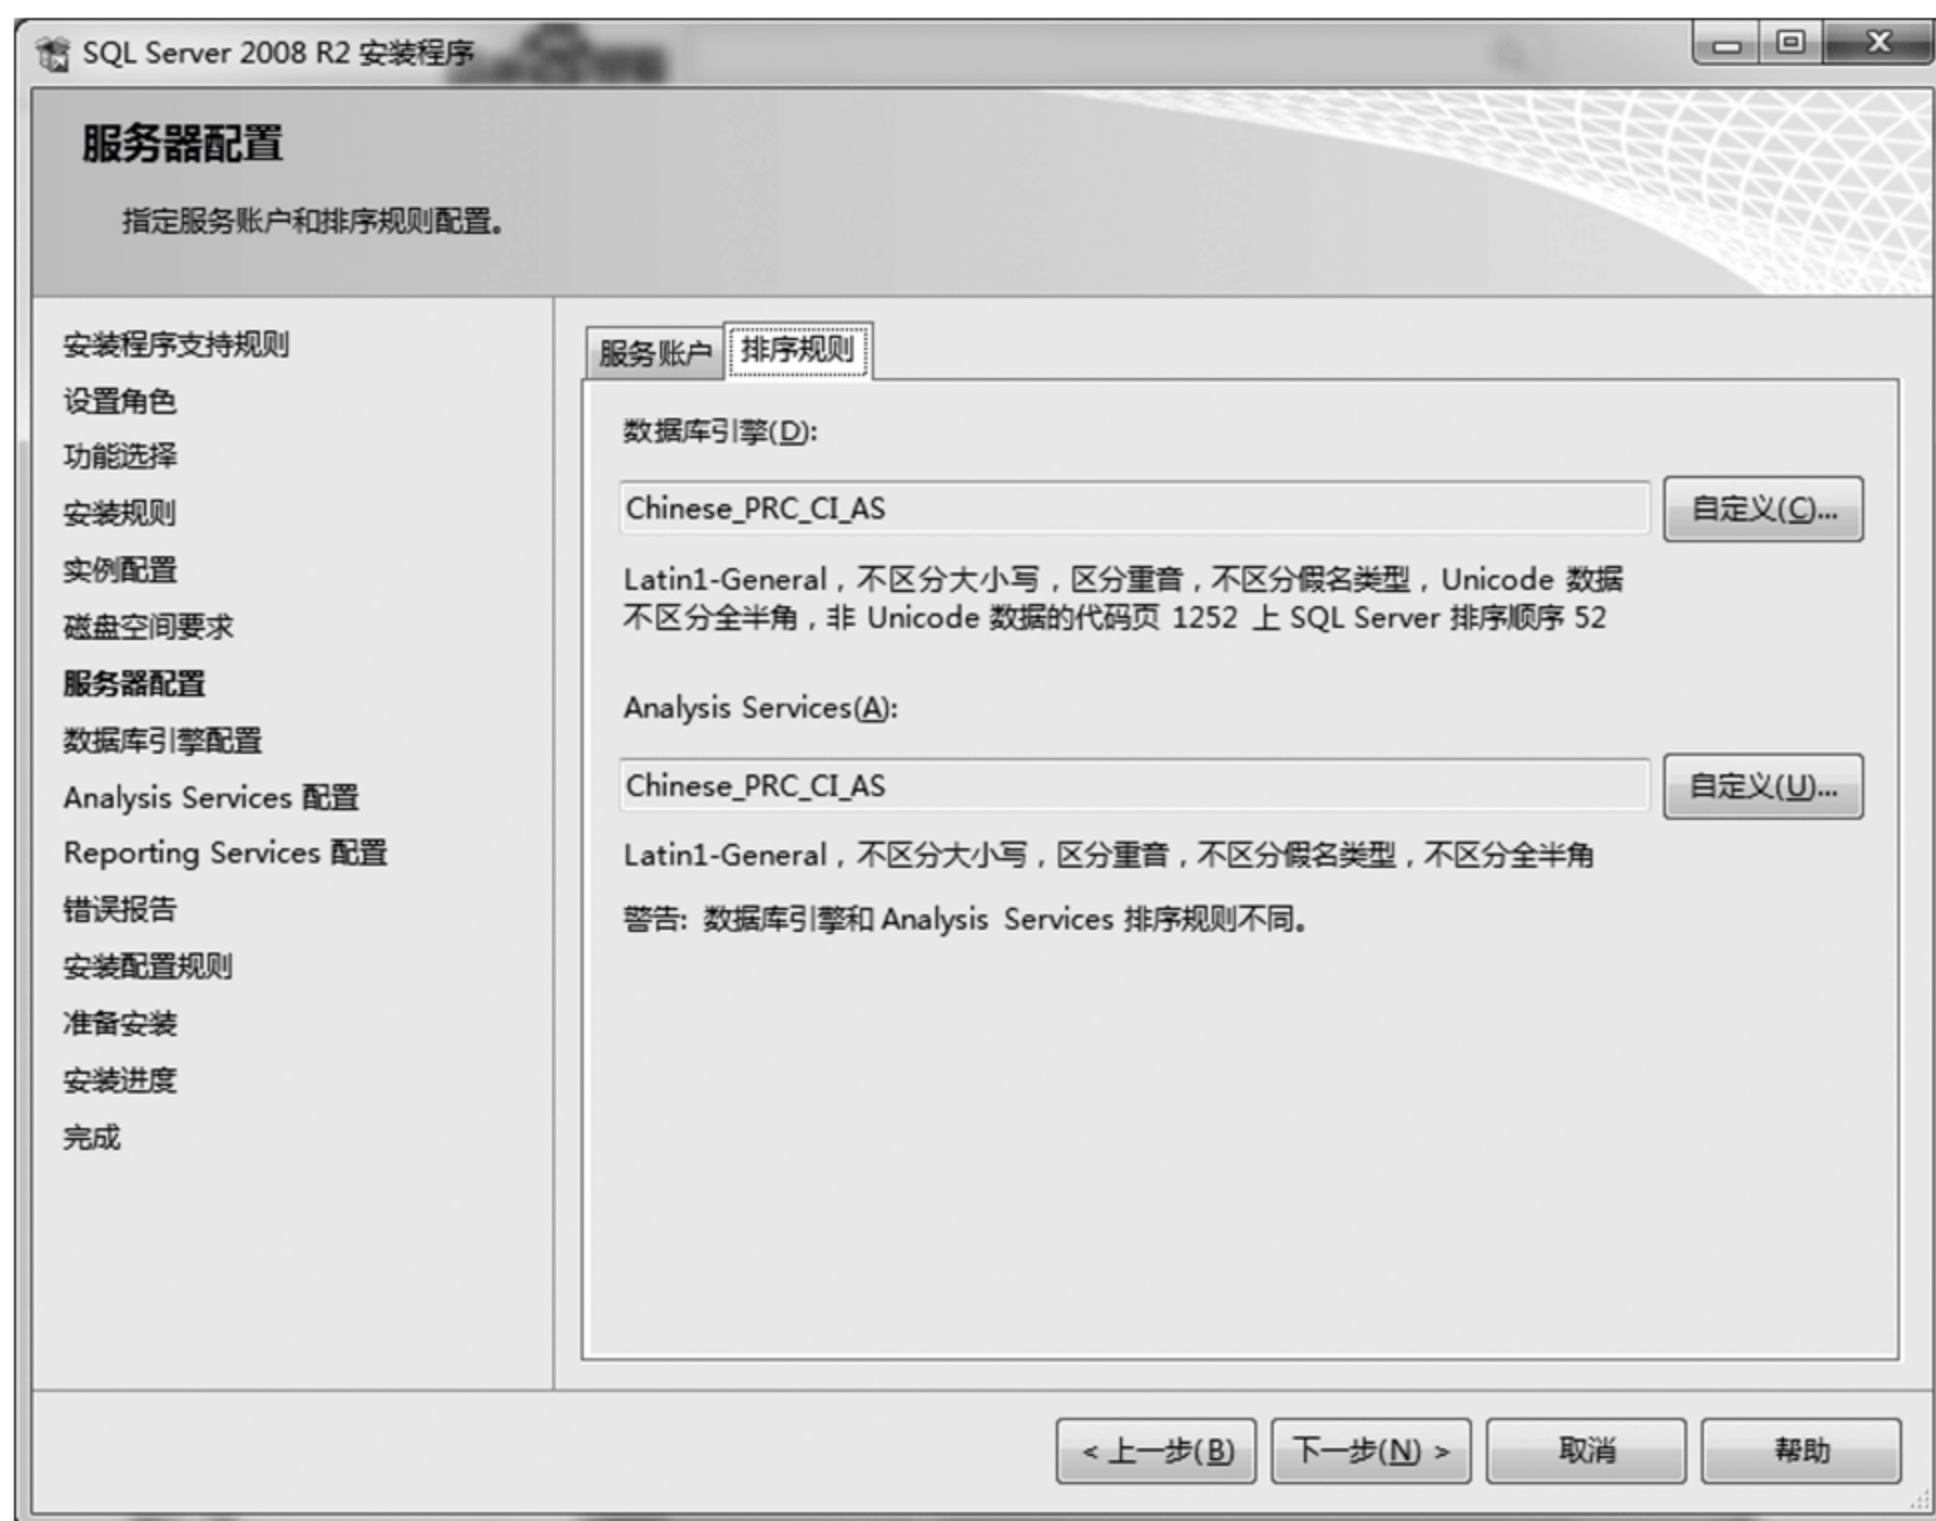 SQL Server 2008 R2 安装程序
服务器配置
指定服务账户和排序规则配置。
安装程序支持规则
设置角色
功能选择
安装规则
实例配置
磁盘空间要求
服务器配置
数据库引擎配置
Analysis Services 配置
Reporting Services 配置
错误报告
安装配置规则
准备安装
安装进度
完成
服务账户 排序规则
数据库引擎(D):
Chinese_PRC_CI_AS 自定义(C)...
Latin1-General，不区分大小写，区分重音，不区分假名类型，Unicode 数据
不区分全半角，非 Unicode 数据的代码页 1252 上 SQL Server 排序顺序 52
Analysis Services(A):
Chinese_PRC_CI_AS 自定义(U)...
Latin1-General，不区分大小写，区分重音，不区分假名类型，不区分全半角
警告: 数据库引擎和 Analysis Services 排序规则不同。
< 上一步(B) 下一步(N) > 取消 帮助